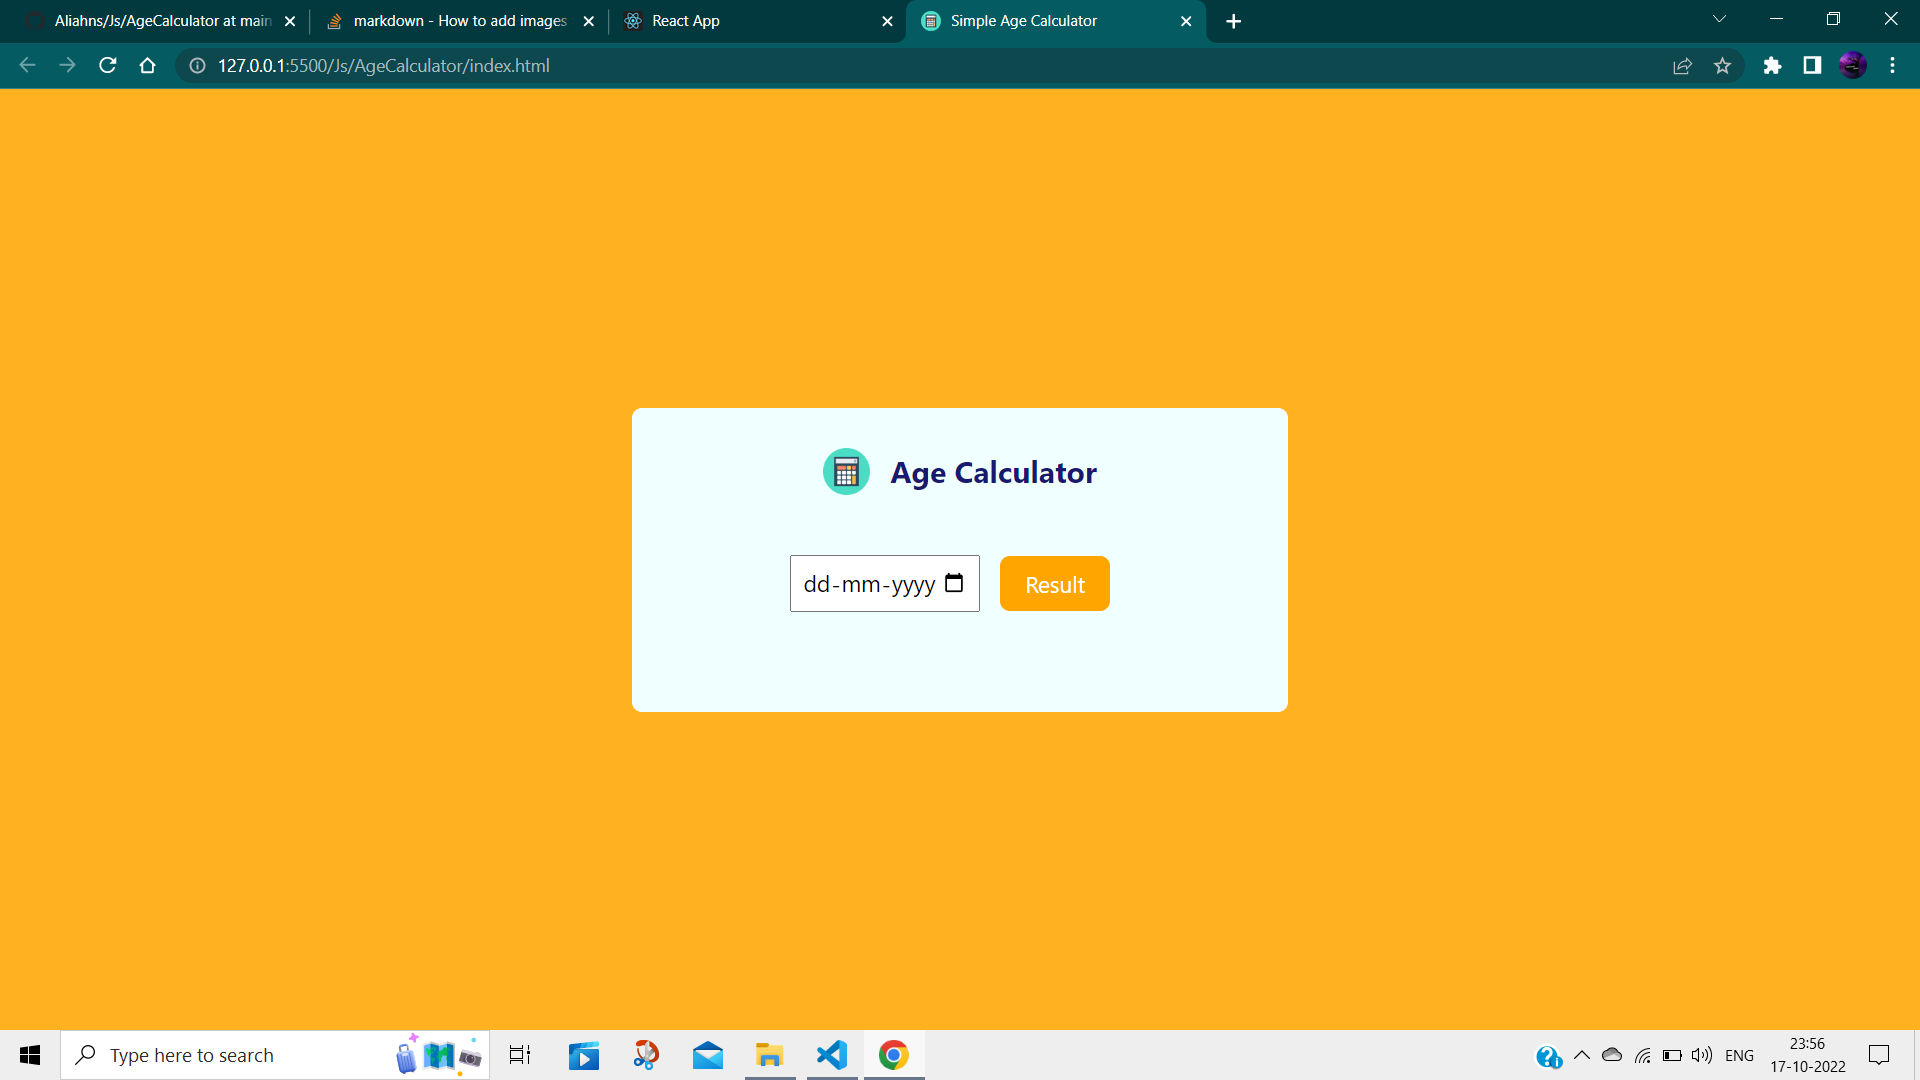 Aliahns/Js/AgeCalculator at main
markdown - How to add images
React App
Simple Age Calculator
127.0.0.1:5500/Js/AgeCalculator/index.html
Age Calculator
dd-mm-yyyy
Result
Type here to search
ENG
23:56
17-10-2022